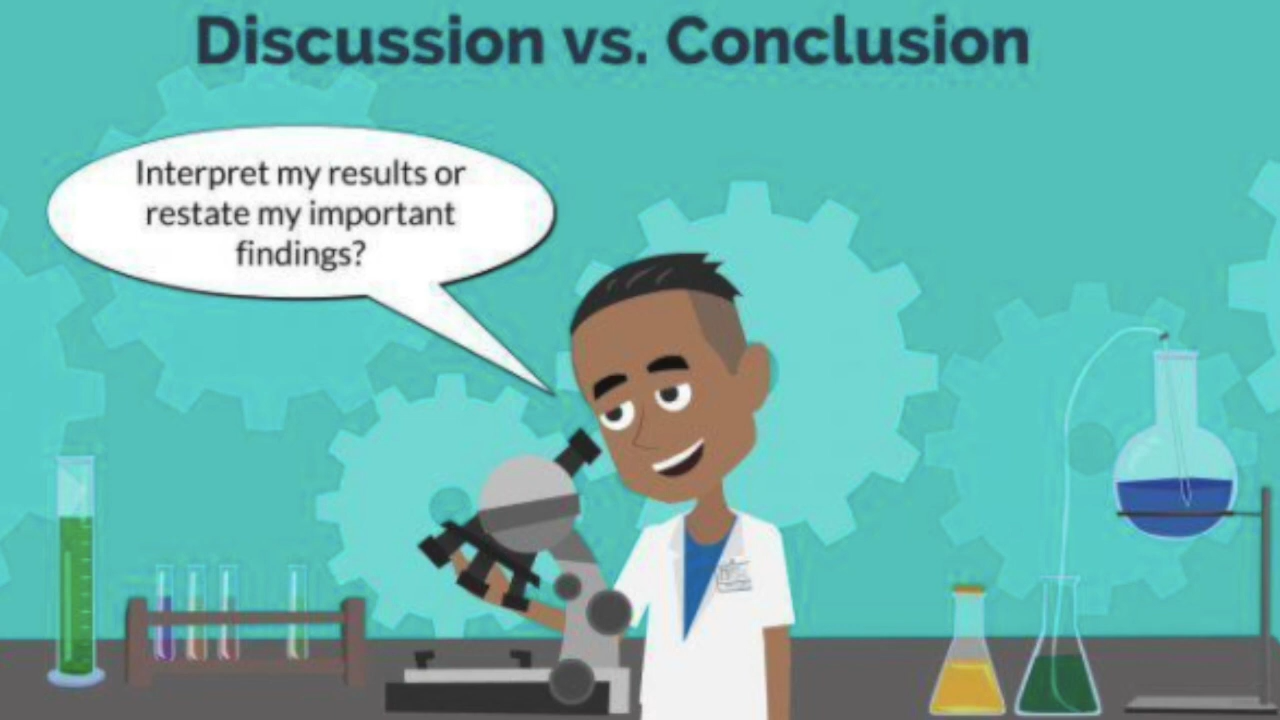 Discussion vs. Conclusion
Interpret my results or
restate my important
findings?